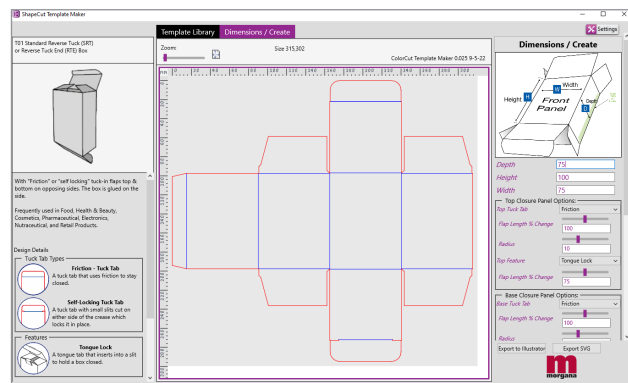 ShapeCut Template Maker
Settings
T01 Standard Reverse Tuck (SRT)
or Reverse Tuck End (RTE) Box
With "Friction" or "self locking" tuck-in flaps top &
bottom on opposing sides. The box is glued on the
side.
Frequently used in Food, Health & Beauty,
Cosmetics, Pharmaceutical, Electronics,
Nutraceutical, and Retail Products.
Design Details
Tuck Tab Types
Friction - Tuck Tab
A tuck tab that uses friction to stay
closed.
Self-Locking Tuck Tab
A tuck tab with small slits cut on
either side of the crease which
locks it in place.
Features
Tongue Lock
A tongue tab that inserts into a slit
to hold a box closed.
Template Library
Dimensions / Create
Zoom:
Size 315,302
ColorCut Template Maker 0.025 9-5-22
Dimensions / Create
Width
W
Height
H
Front
Panel
Depth
D
Depth
75
Height
100
Width
75
Top Closure Panel Options:
Top Tuck Tab
Friction
Flap Length % Change
100
Radius
10
Top Feature
Tongue Lock
Flap Length % Change
75
Base Closure Panel Options:
Base Tuck Tab
Friction
Flap Length % Change
100
Radius
Export to Illustrator
Export SVG
m
morgana